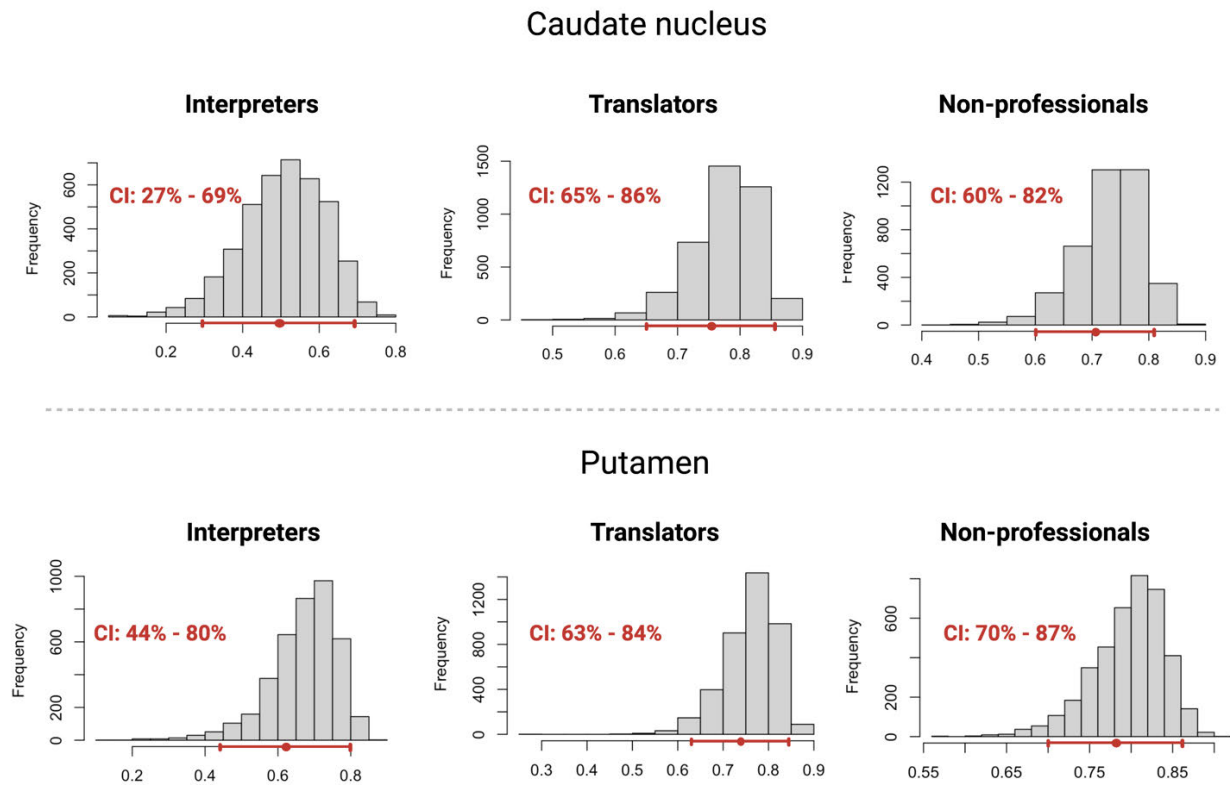 Caudate nucleus
Interpreters
Translators
Non-professionals
CI: 27% - 69%
CI: 65% - 86%
CI: 60% - 82%
Frequency
0 200 400 600
0.2 0.4 0.6 0.8
Frequency
0 500 1000 1500
0.5 0.6 0.7 0.8 0.9
Frequency
0 400 800 1200
0.4 0.5 0.6 0.7 0.8 0.9
Putamen
Interpreters
Translators
Non-professionals
CI: 44% - 80%
CI: 63% - 84%
CI: 70% - 87%
Frequency
0 200 600 1000
0.2 0.4 0.6 0.8
Frequency
0 400 800 1200
0.3 0.4 0.5 0.6 0.7 0.8 0.9
Frequency
0 200 600
0.55 0.65 0.75 0.85